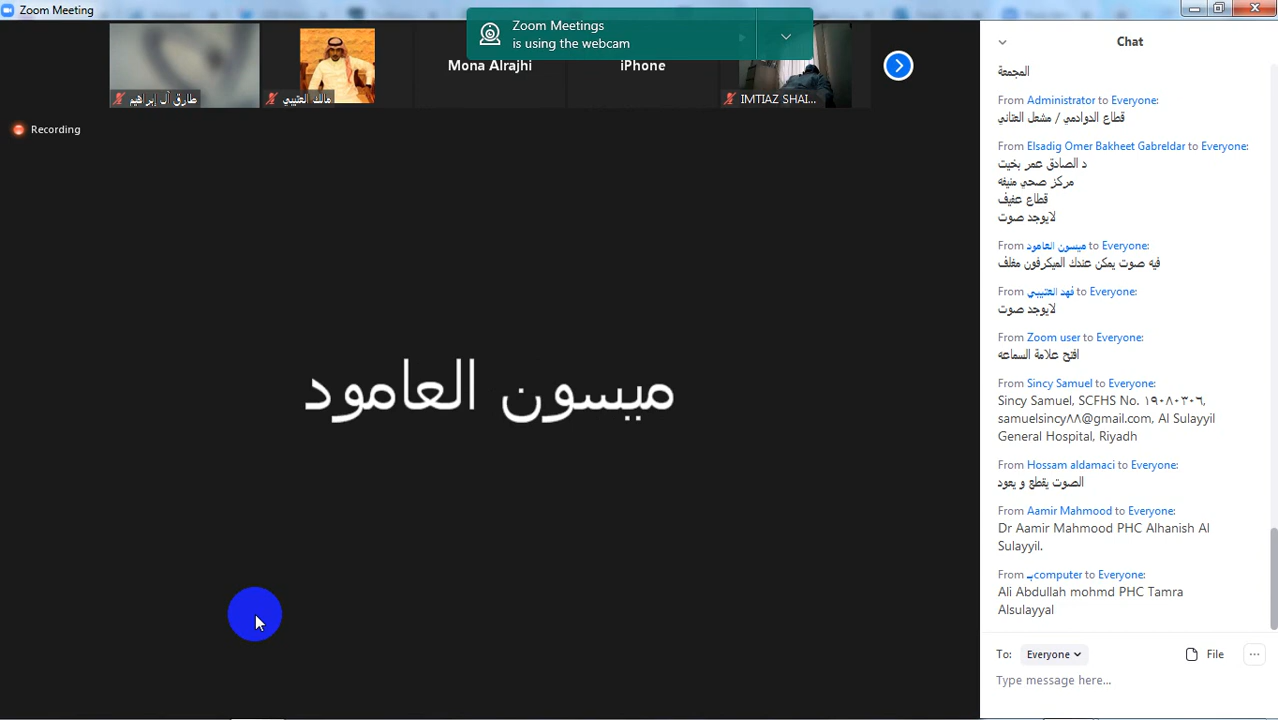 Zoom Meeting
Zoom Meetings
is using the webcam
طارق آل إبراهيم
مالك العتيبي
Mona Alrajhi
iPhone
IMTIAZ SHAI...
Recording
ميسون العامود
Chat
المجمعة
From Administrator to Everyone:
قطاع الدوادمي / مشعل العتاني
From Elsadig Omer Bakheet Gabreldar to Everyone:
د الصادق عمر بخيت
مركز صحي منيفه
قطاع عفيف
لايوجد صوت
From ميسون العامود to Everyone:
فيه صوت يمكن عندك الميكرفون مغلف
From فهد العتيبي to Everyone:
لايوجد صوت
From Zoom user to Everyone:
افتح علامة السماعه
From Sincy Samuel to Everyone:
Sincy Samuel, SCFHS No. ١٩٠٨٠٣٠٦,
samuelsincy٨٨@gmail.com, Al Sulayyil
General Hospital, Riyadh
From Hossam aldamaci to Everyone:
الصوت يقطع و يعود
From Aamir Mahmood to Everyone:
Dr Aamir Mahmood PHC Alhanish Al
Sulayyil.
From ـبcomputer to Everyone:
Ali Abdullah mohmd PHC Tamra
Alsulayyal
To: Everyone
File
Type message here...